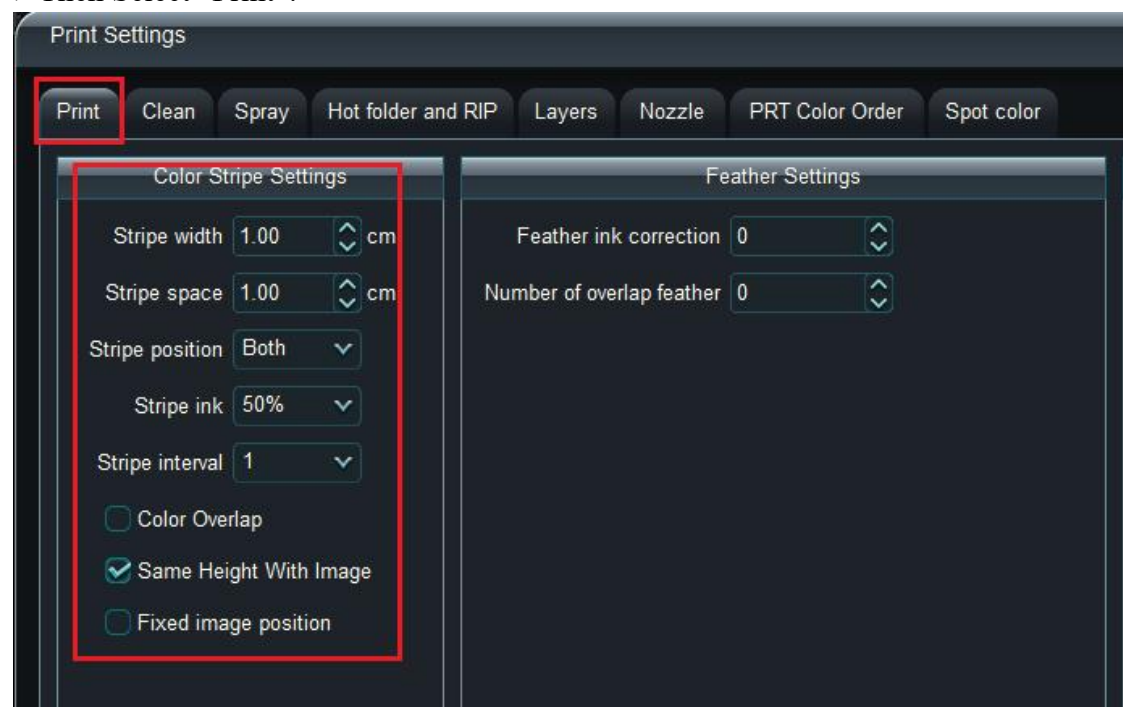 Print Settings
Print Clean Spray Hot folder and RIP Layers Nozzle PRT Color Order Spot color
Color Stripe Settings
Stripe width 1.00 cm
Stripe space 1.00 cm
Stripe position Both
Stripe ink 50%
Stripe interval 1
Color Overlap
Same Height With Image
Fixed image position
Feather Settings
Feather ink correction 0
Number of overlap feather 0